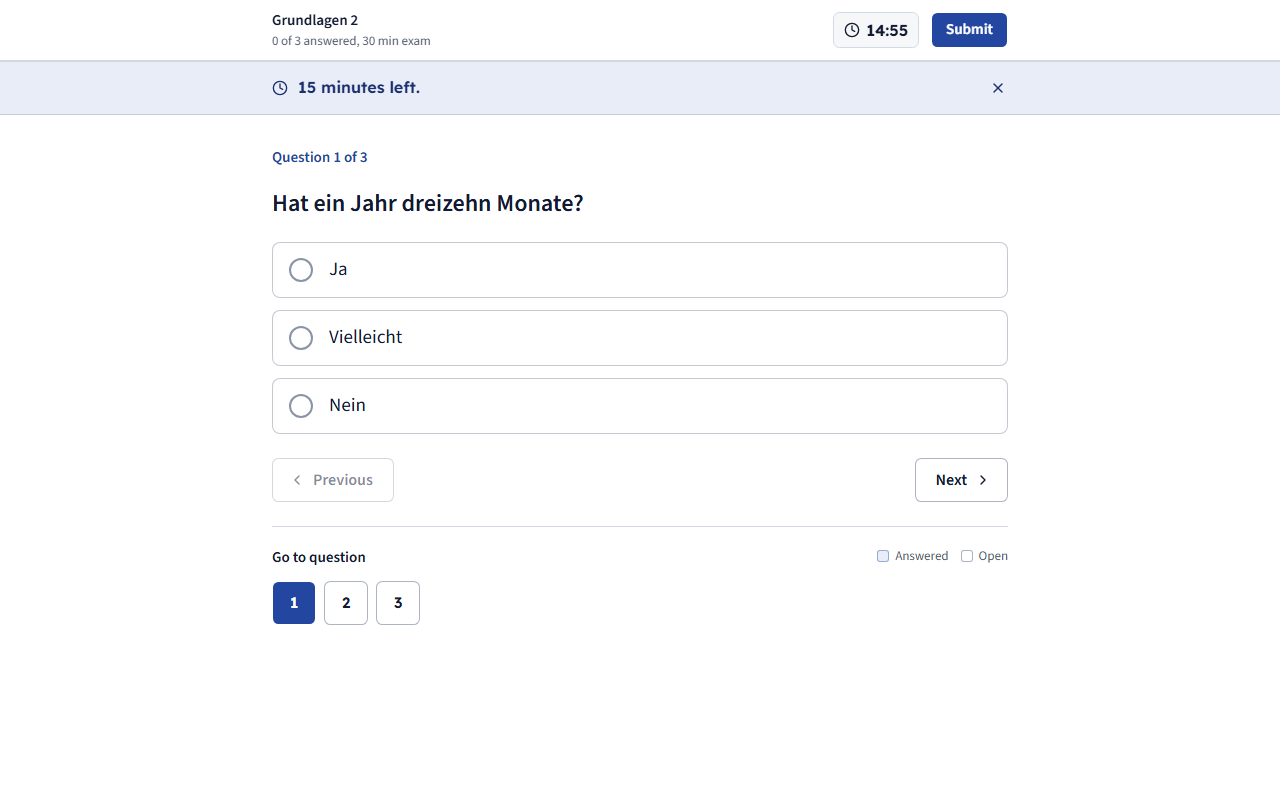 Grundlagen 2
0 of 3 answered, 30 min exam
14:55
Submit
15 minutes left.
Question 1 of 3
Hat ein Jahr dreizehn Monate?
Ja
Vielleicht
Nein
Previous
Next
Go to question
Answered
Open
1
2
3